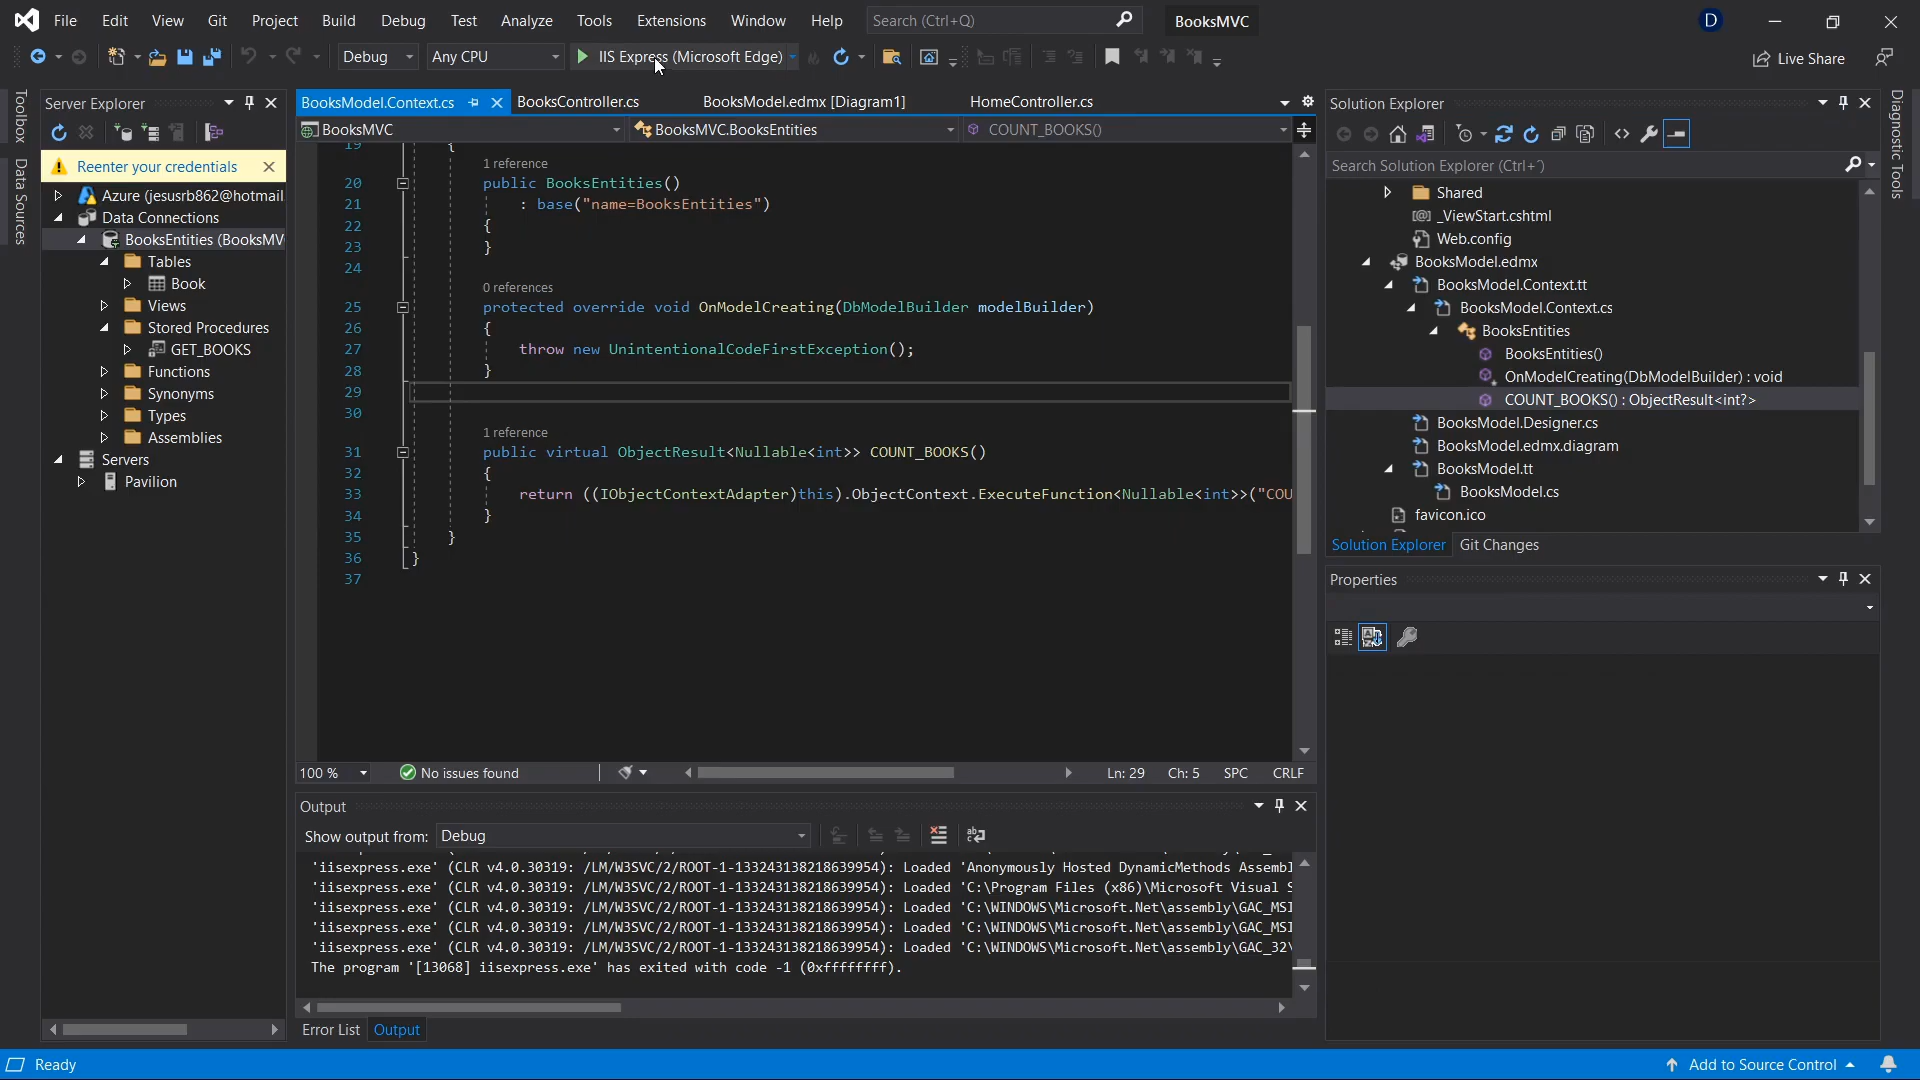 File Edit View Git Project Build Debug Test Analyze Tools Extensions Window Help Search (Ctrl+Q) BooksMVC D
Debug Any CPU IIS Express (Microsoft Edge) Live Share
Toolbox
Data Sources
Server Explorer
Reenter your credentials
Azure (jesusrb862@hotmail
Data Connections
BooksEntities (BooksMV
Tables
Book
Views
Stored Procedures
GET_BOOKS
Functions
Synonyms
Types
Assemblies
Servers
Pavilion
BooksModel.Context.cs BooksController.cs BooksModel.edmx [Diagram1] HomeController.cs
BooksMVC BooksMVC.BooksEntities COUNT_BOOKS()
19 {
1 reference
20 public BooksEntities()
21 : base("name=BooksEntities")
22 {
23 }
24
0 references
25 protected override void OnModelCreating(DbModelBuilder modelBuilder)
26 {
27 throw new UnintentionalCodeFirstException();
28 }
29
30
1 reference
31 public virtual ObjectResult<Nullable<int>> COUNT_BOOKS()
32 {
33 return ((IObjectContextAdapter)this).ObjectContext.ExecuteFunction<Nullable<int>>("COU
34 }
35 }
36 }
37
100 % No issues found Ln: 29 Ch: 5 SPC CRLF
Output
Show output from: Debug
'iisexpress.exe' (CLR v4.0.30319: /LM/W3SVC/2/ROOT-1-133243138218639954): Loaded 'Anonymously Hosted DynamicMethods Assembl
'iisexpress.exe' (CLR v4.0.30319: /LM/W3SVC/2/ROOT-1-133243138218639954): Loaded 'C:\Program Files (x86)\Microsoft Visual S
'iisexpress.exe' (CLR v4.0.30319: /LM/W3SVC/2/ROOT-1-133243138218639954): Loaded 'C:\WINDOWS\Microsoft.Net\assembly\GAC_MSI
'iisexpress.exe' (CLR v4.0.30319: /LM/W3SVC/2/ROOT-1-133243138218639954): Loaded 'C:\WINDOWS\Microsoft.Net\assembly\GAC_MSI
'iisexpress.exe' (CLR v4.0.30319: /LM/W3SVC/2/ROOT-1-133243138218639954): Loaded 'C:\WINDOWS\Microsoft.Net\assembly\GAC_32\
The program '[13068] iisexpress.exe' has exited with code -1 (0xffffffff).
Error List Output
Solution Explorer
Search Solution Explorer (Ctrl+´)
Shared
_ViewStart.cshtml
Web.config
BooksModel.edmx
BooksModel.Context.tt
BooksModel.Context.cs
BooksEntities
BooksEntities()
OnModelCreating(DbModelBuilder) : void
COUNT_BOOKS() : ObjectResult<int?>
BooksModel.Designer.cs
BooksModel.edmx.diagram
BooksModel.tt
BooksModel.cs
favicon.ico
Solution Explorer Git Changes
Properties
Diagnostic Tools
Ready Add to Source Control